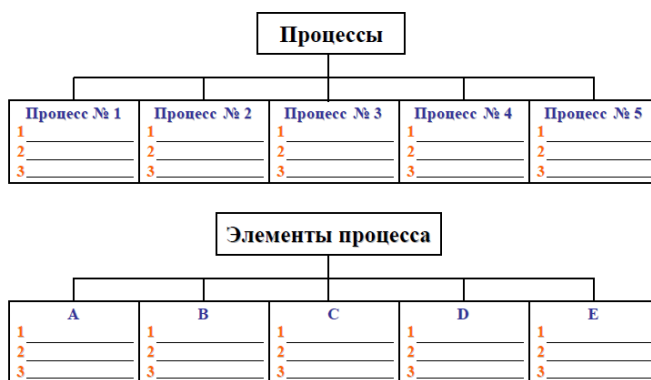 Процессы
Процесс № 1 Процесс № 2 Процесс № 3 Процесс № 4 Процесс № 5
1 1 1 1 1
2 2 2 2 2
3 3 3 3 3
Элементы процесса
A B C D E
1 1 1 1 1
2 2 2 2 2
3 3 3 3 3